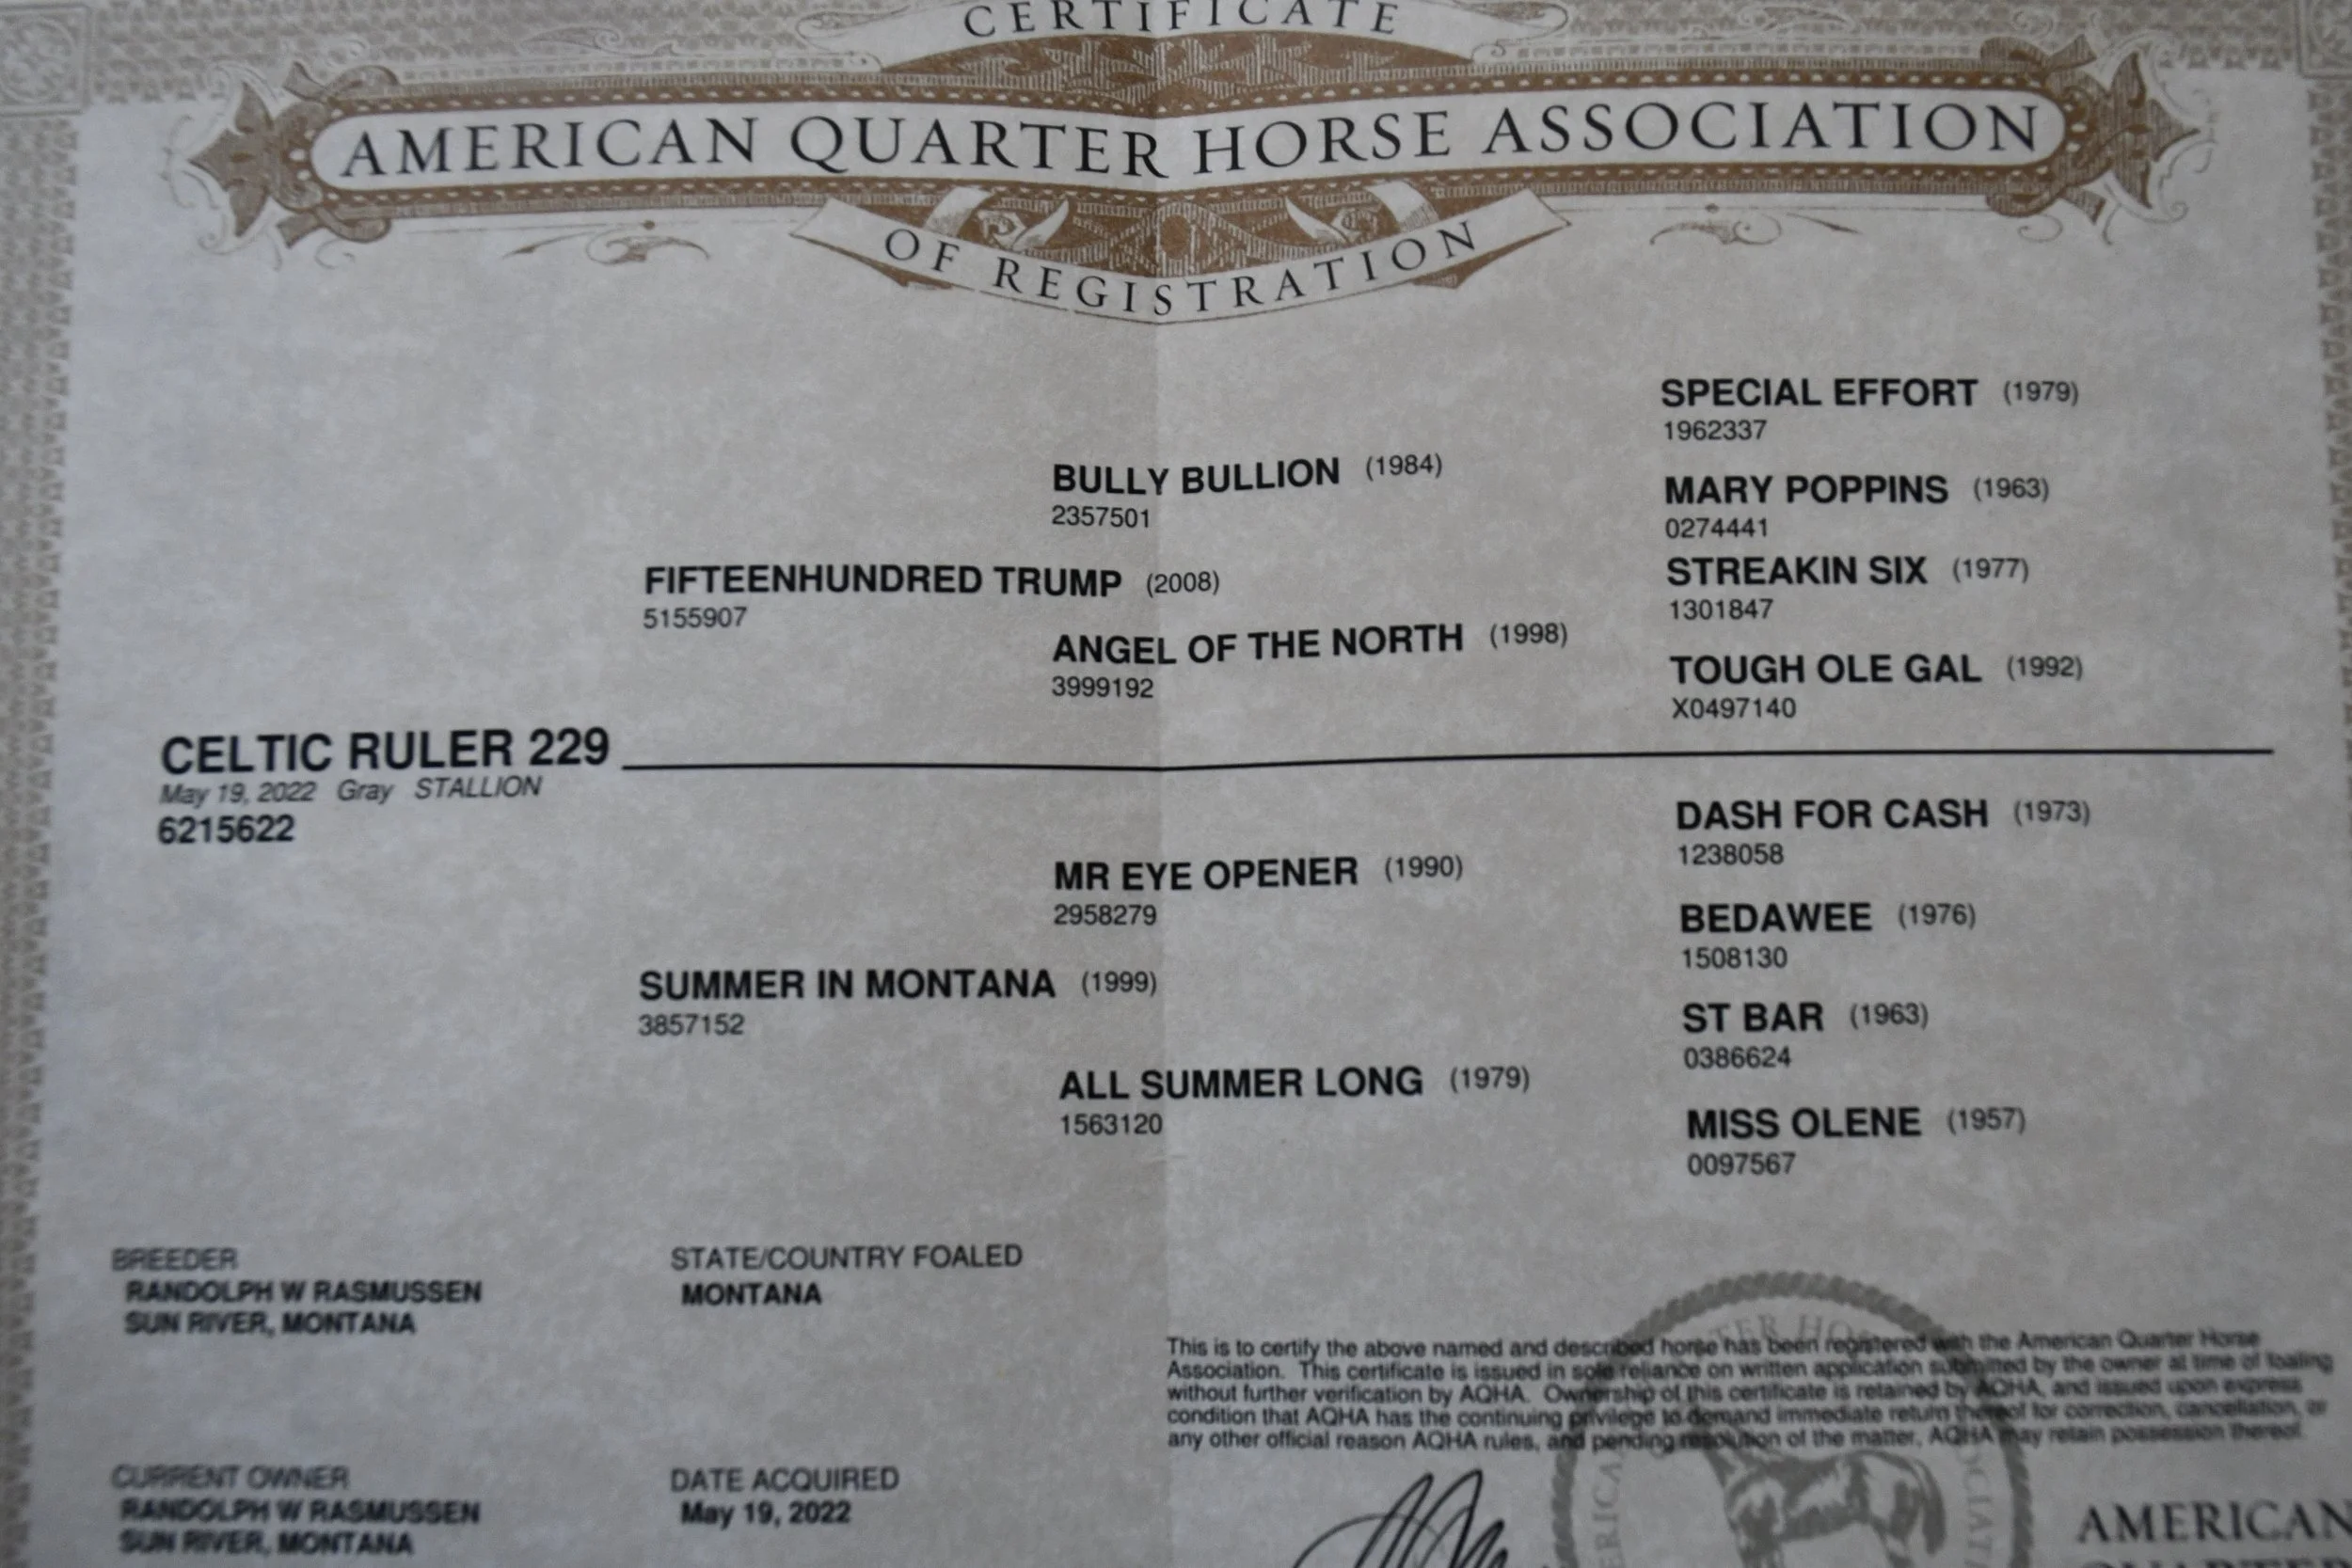 CERTIFICATE
AMERICAN QUARTER HORSE ASSOCIATION
OF REGISTRATION
SPECIAL EFFORT (1979)
1962337
BULLY BULLION (1984)
2357501
MARY POPPINS (1963)
0274441
FIFTEENHUNDRED TRUMP (2008)
5155907
STREAKIN SIX (1977)
1301847
ANGEL OF THE NORTH (1998)
3999192
TOUGH OLE GAL (1992)
X0497140
CELTIC RULER 229
May 19, 2022 Gray STALLION
6215622
DASH FOR CASH (1973)
1238058
MR EYE OPENER (1990)
2958279
BEDAWEE (1976)
1508130
SUMMER IN MONTANA (1999)
3857152
ST BAR (1963)
0386624
ALL SUMMER LONG (1979)
1563120
MISS OLENE (1957)
0097567
BREEDER
RANDOLPH W RASMUSSEN
SUN RIVER, MONTANA
STATE/COUNTRY FOALED
MONTANA
This is to certify the above named and described horse has been registered with the American Quarter Horse
Association. This certificate is issued in sole reliance on written application submitted by the owner at time of foaling
without further verification by AQHA. Ownership of this certificate is retained by AQHA, and issued upon express
condition that AQHA has the continuing privilege to demand immediate return thereof for correction, cancellation, or
any other official reason AQHA rules, and pending resolution of the matter, AQHA may retain possession thereof.
CURRENT OWNER
RANDOLPH W RASMUSSEN
SUN RIVER, MONTANA
DATE ACQUIRED
May 19, 2022
AMERICAN